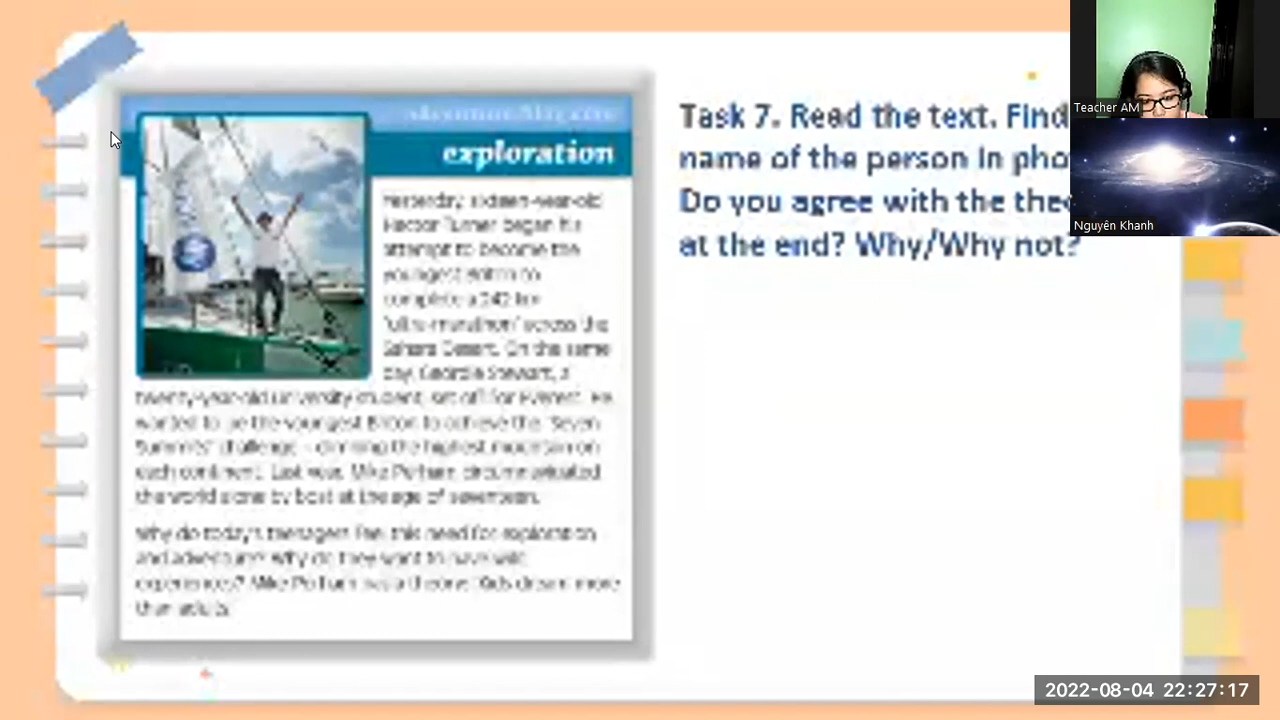 exploration
Yesterday, sixteen-year-old
Hector Turner began his
attempt to become the
youngest Briton to
complete a 242 km
'ultra-marathon' across the
Sahara Desert. On the same
day, Geordie Stewart, a
twenty-year-old university student, set off for Everest. He
wanted to be the youngest Briton to achieve the 'Seven
Summits' challenge – climbing the highest mountain on
each continent. Last year, Mike Perham circumnavigated
the world alone by boat at the age of seventeen.
Why do today's teenagers feel this need for exploration
and adventure? Why do they want to have wild
experiences? Mike Perham has a theory: 'Kids dream more
than adults.'
Task 7. Read the text. Find
name of the person in
Do you agree with the
at the end? Why/Why not?
Teacher AM
Nguyên Khanh
2022-08-04 22:27:17